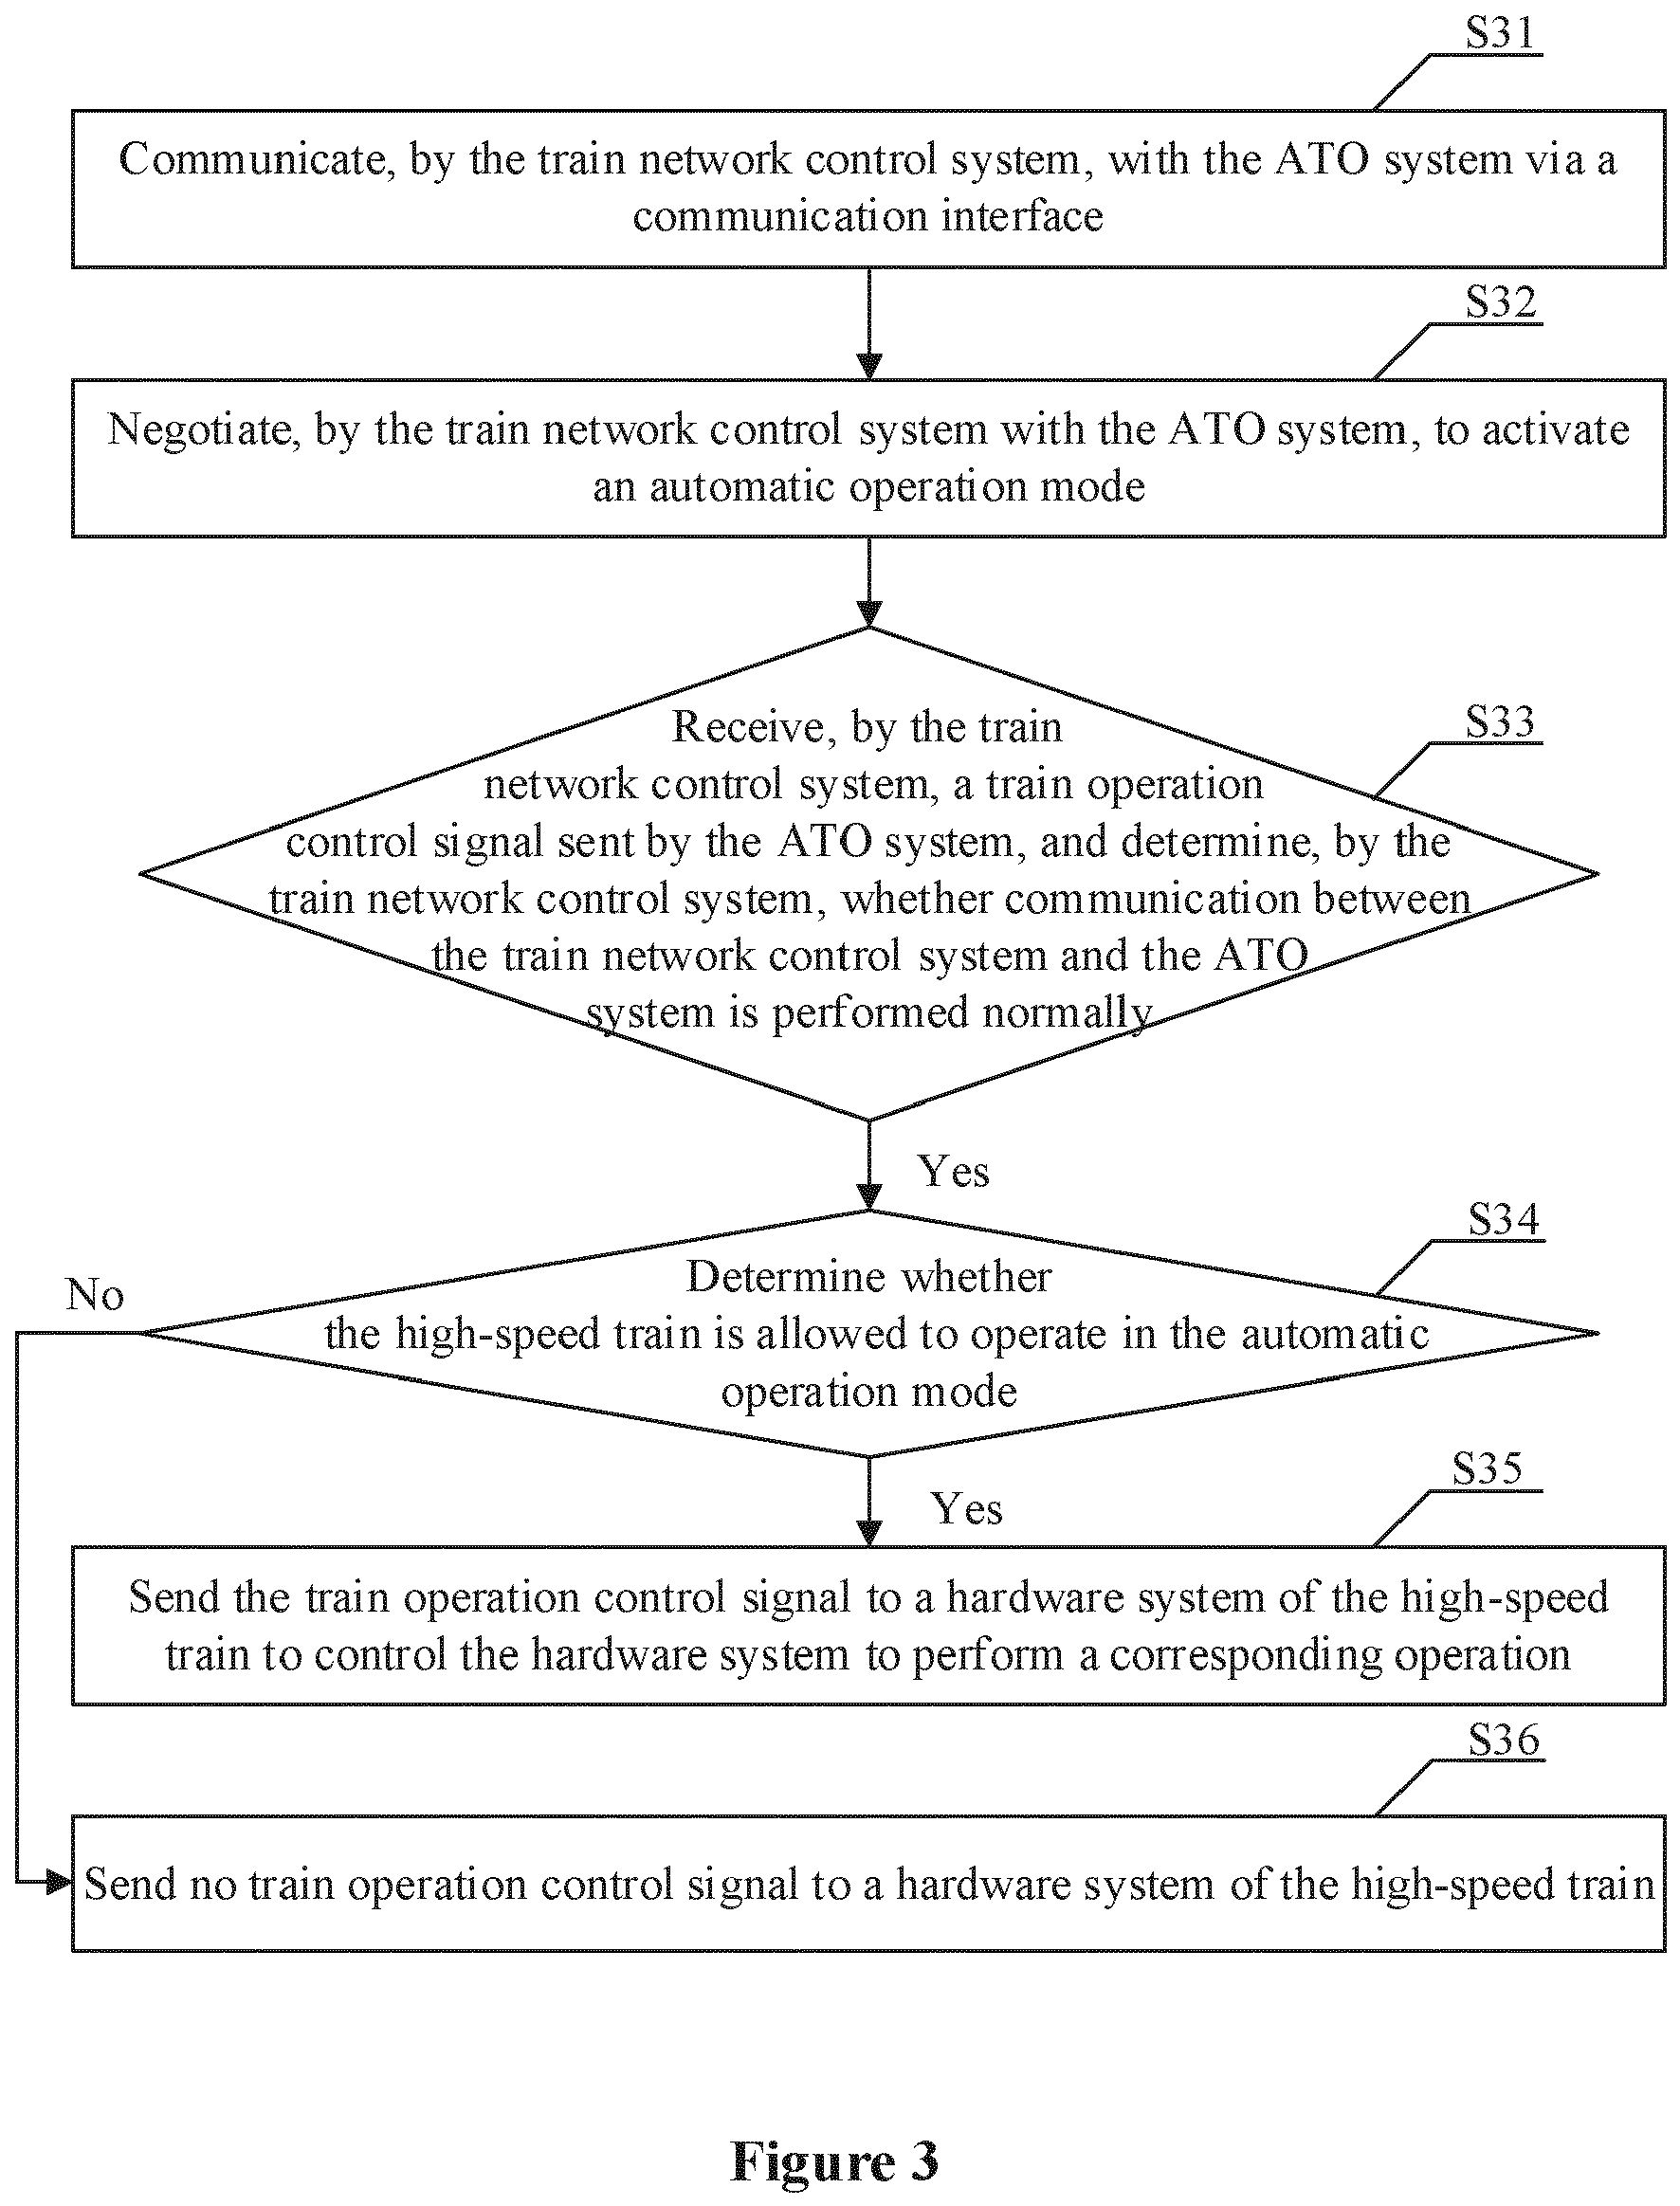 S31
Communicate, by the train network control system, with the ATO system via a
communication interface
S32
Negotiate, by the train network control system with the ATO system, to activate
an automatic operation mode
S33
Receive, by the train
network control system, a train operation
control signal sent by the ATO system, and determine, by the
train network control system, whether communication between
the train network control system and the ATO
system is performed normally
Yes
S34
No
Determine whether
the high-speed train is allowed to operate in the automatic
operation mode
S35
Yes
Send the train operation control signal to a hardware system of the high-speed
train to control the hardware system to perform a corresponding operation
S36
Send no train operation control signal to a hardware system of the high-speed train
Figure 3